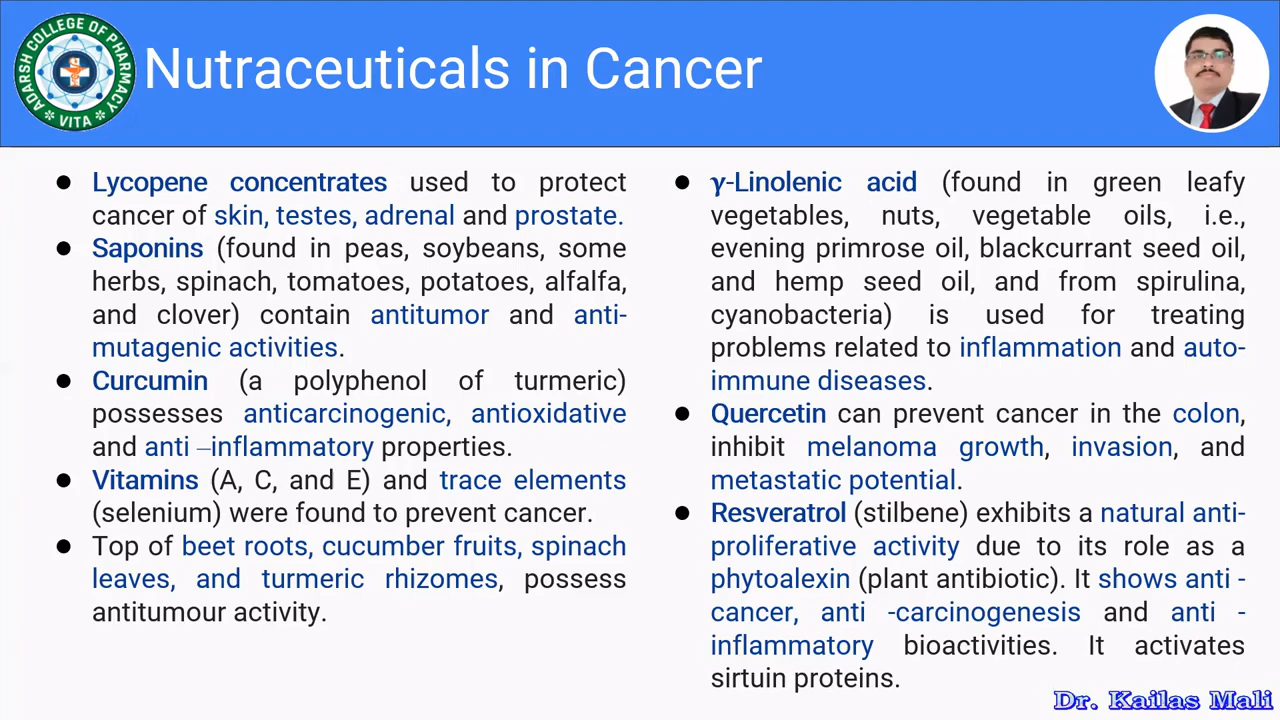 ADARSH COLLEGE OF PHARMACY
VITA
Nutraceuticals in Cancer
● Lycopene concentrates used to protect
cancer of skin, testes, adrenal and prostate.
● Saponins (found in peas, soybeans, some
herbs, spinach, tomatoes, potatoes, alfalfa,
and clover) contain antitumor and anti-
mutagenic activities.
● Curcumin (a polyphenol of turmeric)
possesses anticarcinogenic, antioxidative
and anti –inflammatory properties.
● Vitamins (A, C, and E) and trace elements
(selenium) were found to prevent cancer.
● Top of beet roots, cucumber fruits, spinach
leaves, and turmeric rhizomes, possess
antitumour activity.
● γ-Linolenic acid (found in green leafy
vegetables, nuts, vegetable oils, i.e.,
evening primrose oil, blackcurrant seed oil,
and hemp seed oil, and from spirulina,
cyanobacteria) is used for treating
problems related to inflammation and auto-
immune diseases.
● Quercetin can prevent cancer in the colon,
inhibit melanoma growth, invasion, and
metastatic potential.
● Resveratrol (stilbene) exhibits a natural anti-
proliferative activity due to its role as a
phytoalexin (plant antibiotic). It shows anti -
cancer, anti -carcinogenesis and anti -
inflammatory bioactivities. It activates
sirtuin proteins.
Dr. Kailas Mali